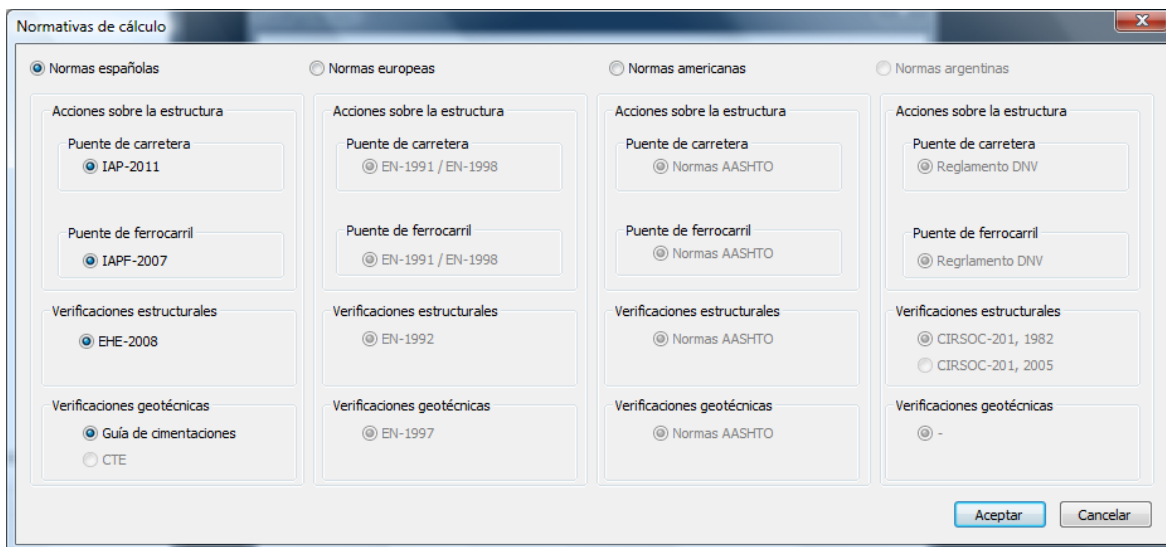 Normativas de cálculo
Normas españolas
Normas europeas
Normas americanas
Normas argentinas
Acciones sobre la estructura
Puente de carretera
IAP-2011
Puente de ferrocarril
IAPF-2007
Verificaciones estructurales
EHE-2008
Verificaciones geotécnicas
Guía de cimentaciones
CTE
Acciones sobre la estructura
Puente de carretera
EN-1991 / EN-1998
Puente de ferrocarril
EN-1991 / EN-1998
Verificaciones estructurales
EN-1992
Verificaciones geotécnicas
EN-1997
Acciones sobre la estructura
Puente de carretera
Normas AASHTO
Puente de ferrocarril
Normas AASHTO
Verificaciones estructurales
Normas AASHTO
Verificaciones geotécnicas
Normas AASHTO
Acciones sobre la estructura
Puente de carretera
Reglamento DNV
Puente de ferrocarril
Regrlamento DNV
Verificaciones estructurales
CIRSOC-201, 1982
CIRSOC-201, 2005
Verificaciones geotécnicas
-
Aceptar
Cancelar